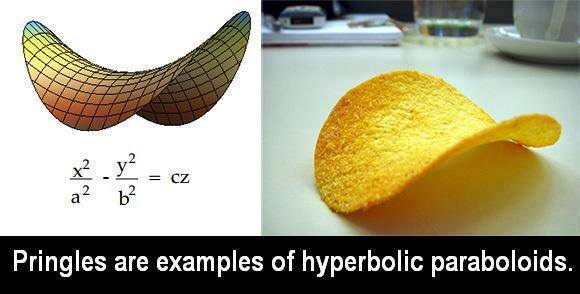 x²/a² - y²/b² = cz
Pringles are examples of hyperbolic paraboloids.